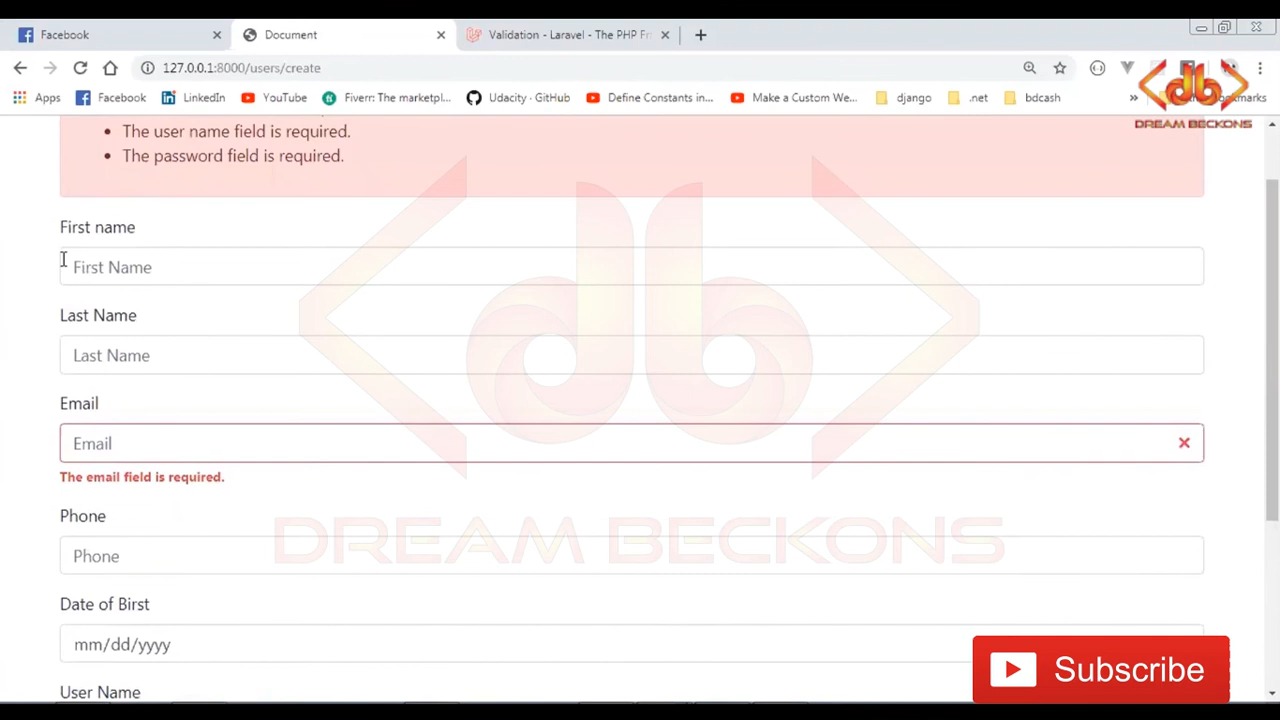 Facebook
Document
Validation - Laravel - The PHP Fr
127.0.0.1:8000/users/create
Apps
Facebook
LinkedIn
YouTube
Fiverr: The marketpl...
Udacity · GitHub
Define Constants in...
Make a Custom We...
django
.net
bdcash
»
DREAM BECKONS
The user name field is required.
The password field is required.
First name
First Name
Last Name
Last Name
Email
Email
The email field is required.
Phone
Phone
DREAM BECKONS
Date of Birst
mm/dd/yyyy
User Name
Subscribe